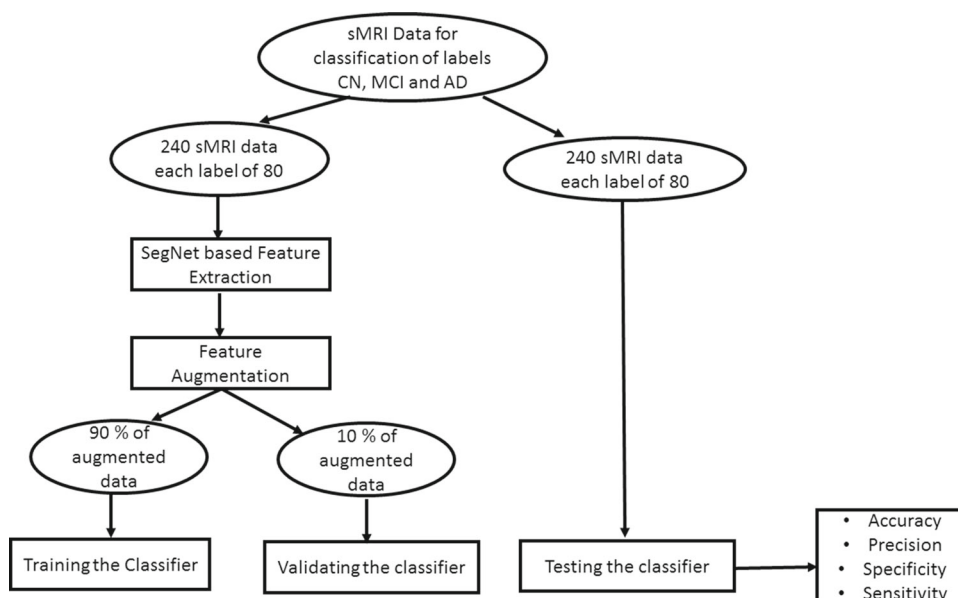 sMRI Data for
classification of labels
CN, MCI and AD
240 sMRI data
each label of 80
240 sMRI data
each label of 80
SegNet based Feature
Extraction
Feature
Augmentation
90 % of
augmented
data
10 % of
augmented
data
Training the Classifier
Validating the classifier
Testing the classifier
• Accuracy
• Precision
• Specificity
• Sensitivity